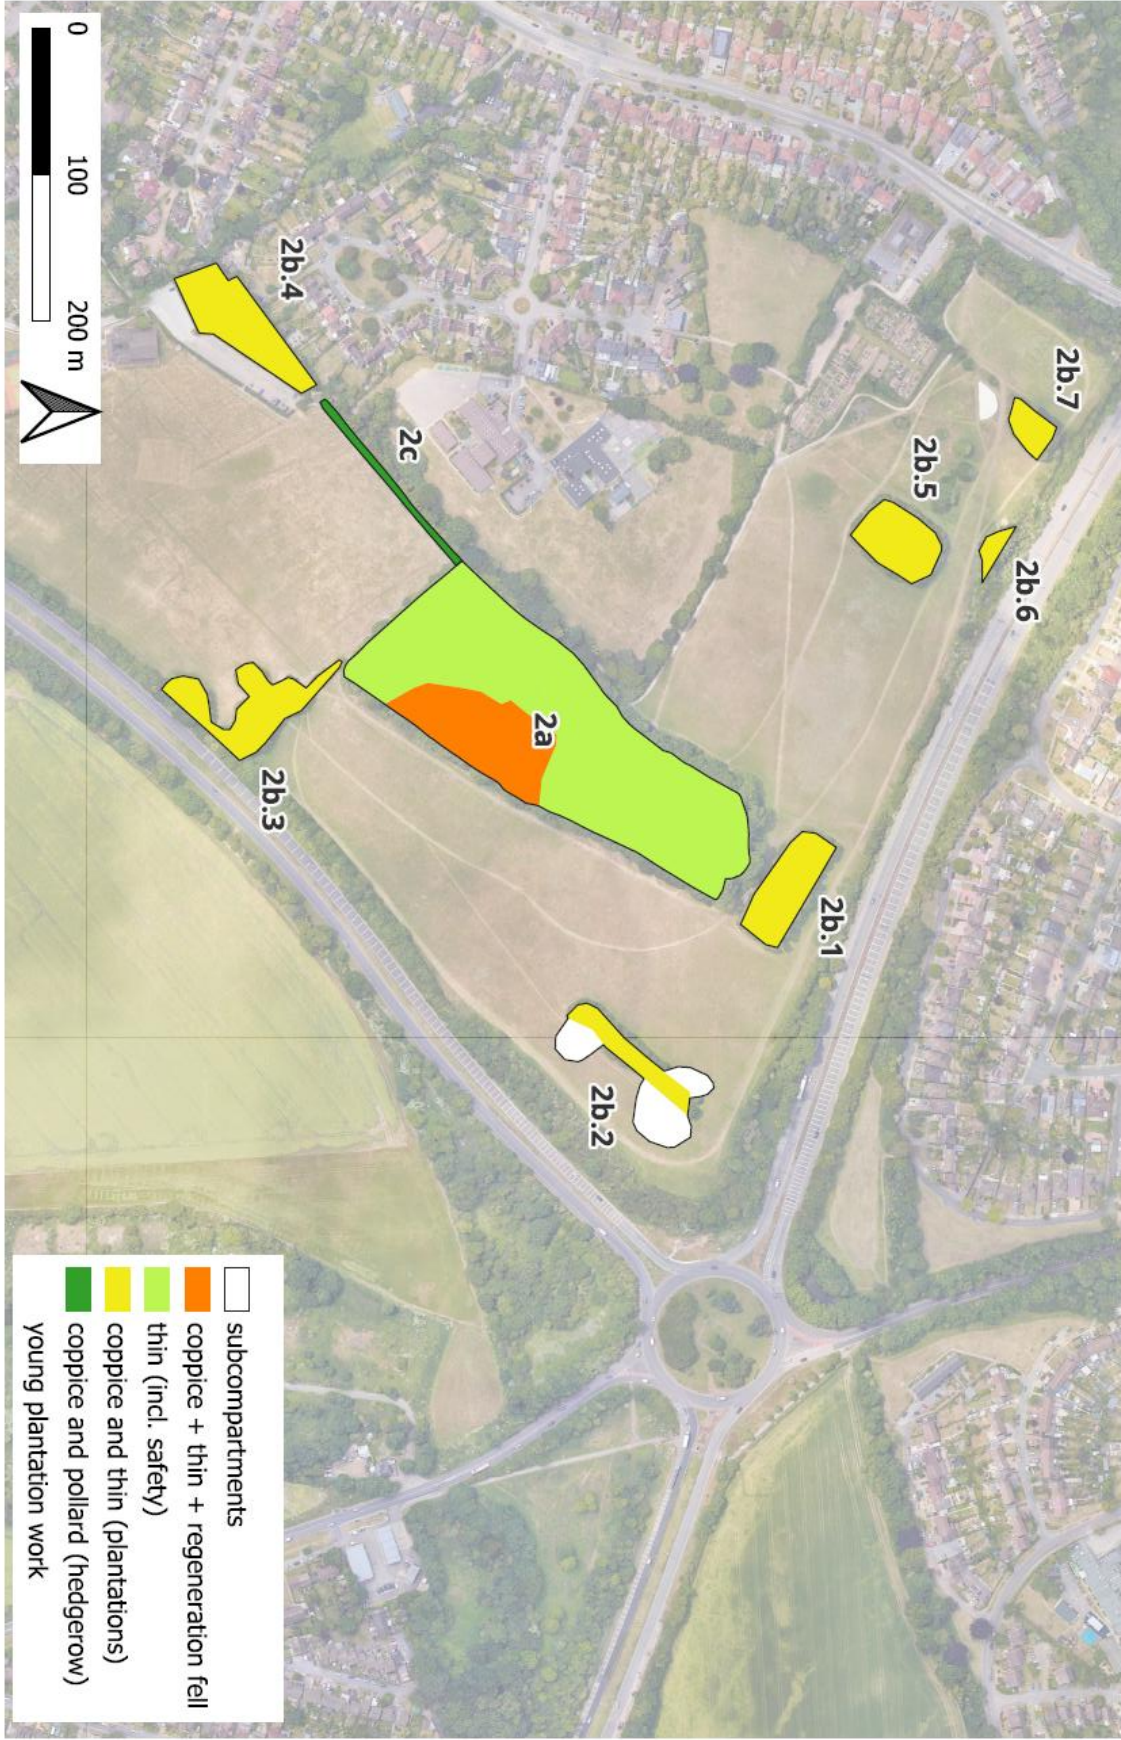 2b.7
2b.6
2b.5
2b.1
2b.2
2a
2c
2b.4
2b.3
0 100 200 m
subcompartments
coppice + thin + regeneration fell
thin (incl. safety)
coppice and thin (plantations)
coppice and pollard (hedgerow)
young plantation work